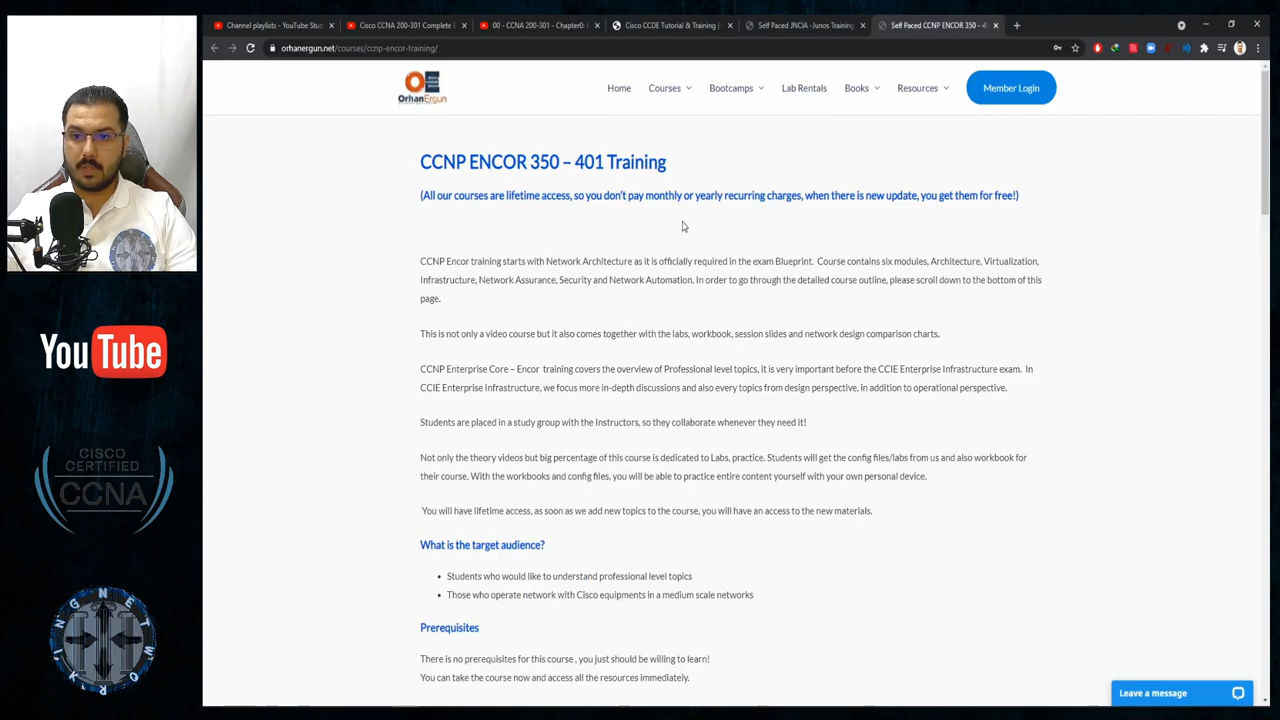 Channel playlists - YouTube Stu
Cisco CCNA 200-301 Complete
00 - CCNA 200-301 - Chapter0:
Cisco CCDE Tutorial & Training |
Self Paced JNCIA -Junos Training
Self Paced CCNP ENCOR 350 - 40
orhanergun.net/courses/ccnp-encor-training/
OE
OrhanErgun
Home
Courses
Bootcamps
Lab Rentals
Books
Resources
Member Login
CCNP ENCOR 350 – 401 Training
(All our courses are lifetime access, so you don't pay monthly or yearly recurring charges, when there is new update, you get them for free!)
CCNP Encor training starts with Network Architecture as it is officially required in the exam Blueprint. Course contains six modules, Architecture, Virtualization,
Infrastructure, Network Assurance, Security and Network Automation. In order to go through the detailed course outline, please scroll down to the bottom of this
page.
This is not only a video course but it also comes together with the labs, workbook, session slides and network design comparison charts.
CCNP Enterprise Core – Encor training covers the overview of Professional level topics, it is very important before the CCIE Enterprise Infrastructure exam. In
CCIE Enterprise Infrastructure, we focus more in-depth discussions and also every topics from design perspective, in addition to operational perspective.
Students are placed in a study group with the Instructors, so they collaborate whenever they need it!
Not only the theory videos but big percentage of this course is dedicated to Labs, practice. Students will get the config files/labs from us and also workbook for
their course. With the workbooks and config files, you will be able to practice entire content yourself with your own personal device.
You will have lifetime access, as soon as we add new topics to the course, you will have an access to the new materials.
What is the target audience?
• Students who would like to understand professional level topics
• Those who operate network with Cisco equipments in a medium scale networks
Prerequisites
There is no prerequisites for this course , you just should be willing to learn!
You can take the course now and access all the resources immediately.
Leave a message
YouTube
CISCO
CERTIFIED
CCNA
KINGNETWORK